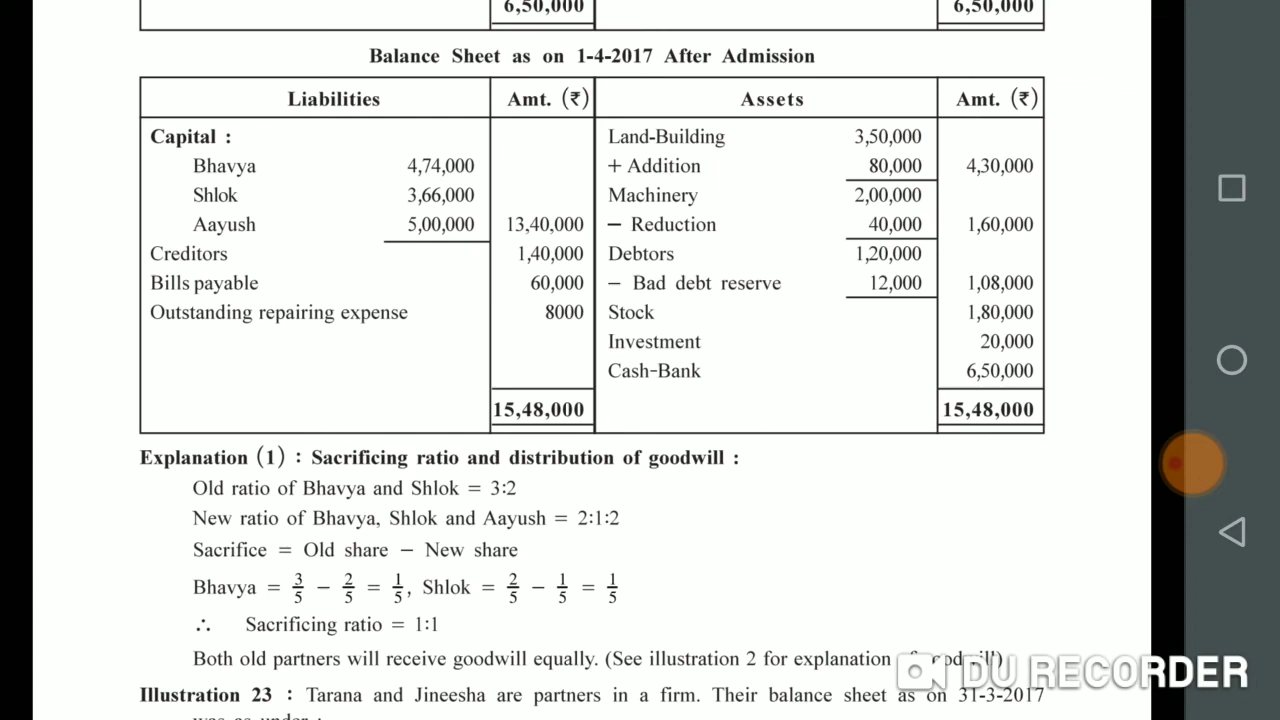 6,50,000 6,50,000
Balance Sheet as on 1-4-2017 After Admission
Liabilities Amt. (₹) Assets Amt. (₹)
Capital : Land-Building 3,50,000
Bhavya 4,74,000 + Addition 80,000 4,30,000
Shlok 3,66,000 Machinery 2,00,000
Aayush 5,00,000 13,40,000 − Reduction 40,000 1,60,000
Creditors 1,40,000 Debtors 1,20,000
Bills payable 60,000 − Bad debt reserve 12,000 1,08,000
Outstanding repairing expense 8000 Stock 1,80,000
Investment 20,000
Cash-Bank 6,50,000
15,48,000 15,48,000
Explanation (1) : Sacrificing ratio and distribution of goodwill :
Old ratio of Bhavya and Shlok = 3:2
New ratio of Bhavya, Shlok and Aayush = 2:1:2
Sacrifice = Old share − New share
Bhavya = 3/5 − 2/5 = 1/5, Shlok = 2/5 − 1/5 = 1/5
∴ Sacrificing ratio = 1:1
Both old partners will receive goodwill equally. (See illustration 2 for explanation of goodwill)
DU RECORDER
Illustration 23 : Tarana and Jineesha are partners in a firm. Their balance sheet as on 31-3-2017
was as under :